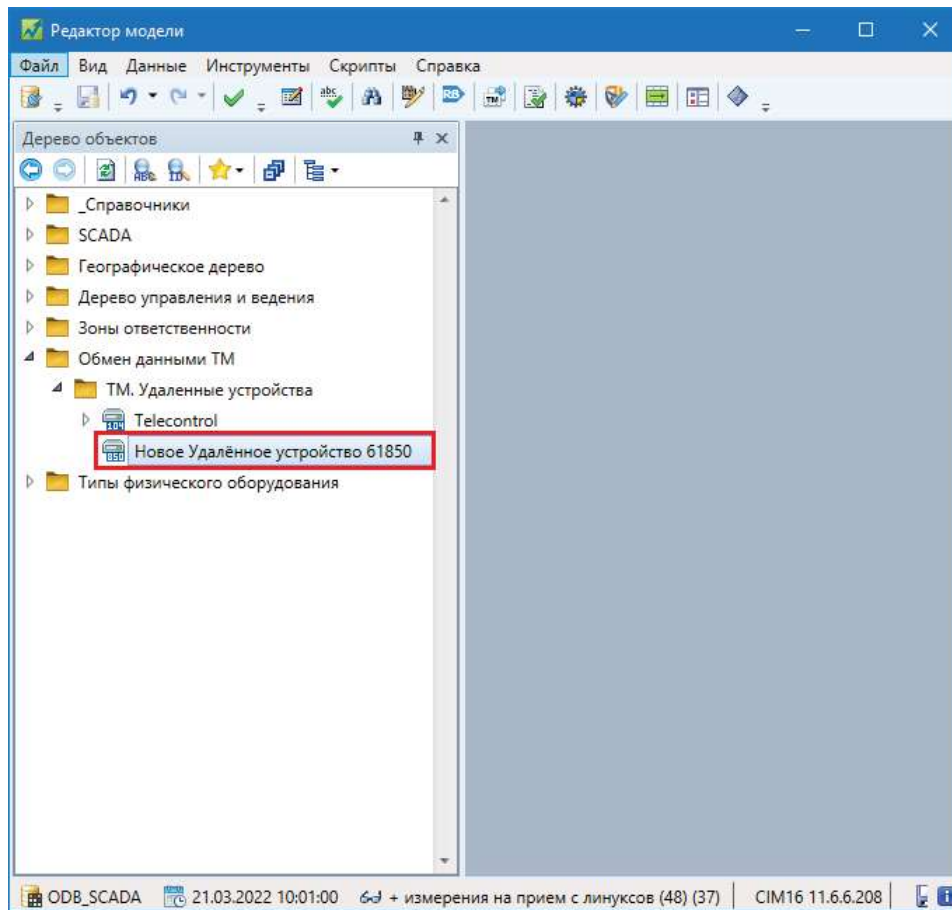 Редактор модели
Файл Вид Данные Инструменты Скрипты Справка
Дерево объектов
_Справочники
SCADA
Географическое дерево
Дерево управления и ведения
Зоны ответственности
Обмен данными ТМ
ТМ. Удаленные устройства
Telecontrol
Новое Удалённое устройство 61850
Типы физического оборудования
ODB_SCADA 21.03.2022 10:01:00 + измерения на прием с линуксов (48) (37) CIM16 11.6.6.208